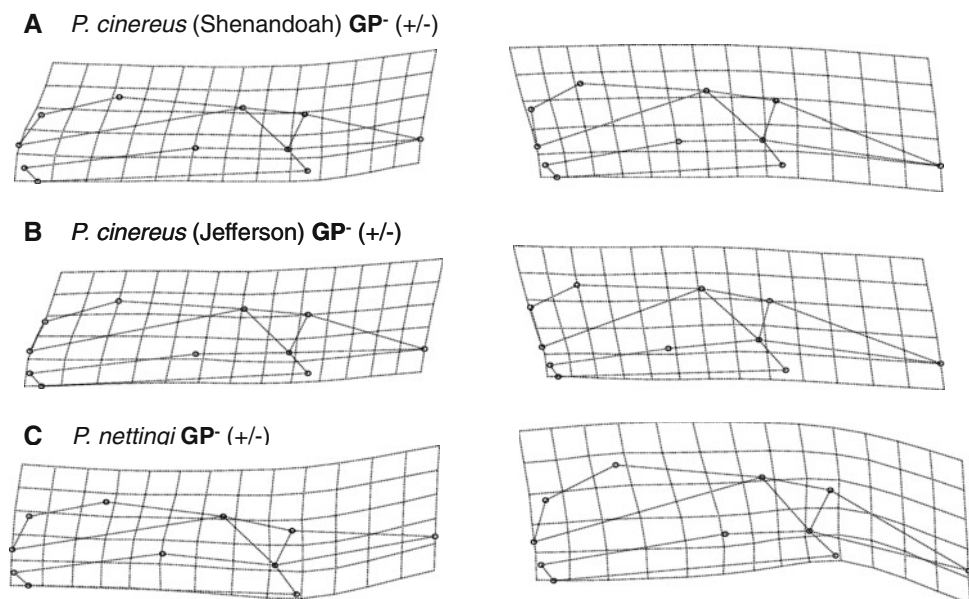 A P. cinereus (Shenandoah) GP- (+/-)
B P. cinereus (Jefferson) GP- (+/-)
C P. nettingi GP- (+/-)